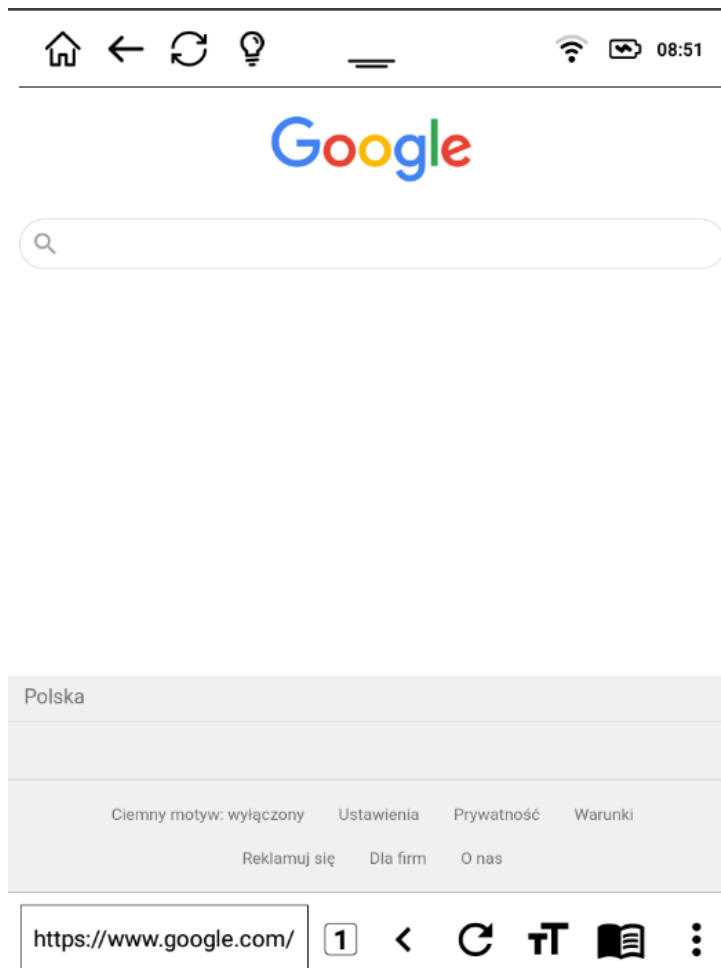 08:51
Google
Polska
Ciemny motyw: wyłączony Ustawienia Prywatność Warunki
Reklamuj się Dla firm O nas
https://www.google.com/ 1 TT